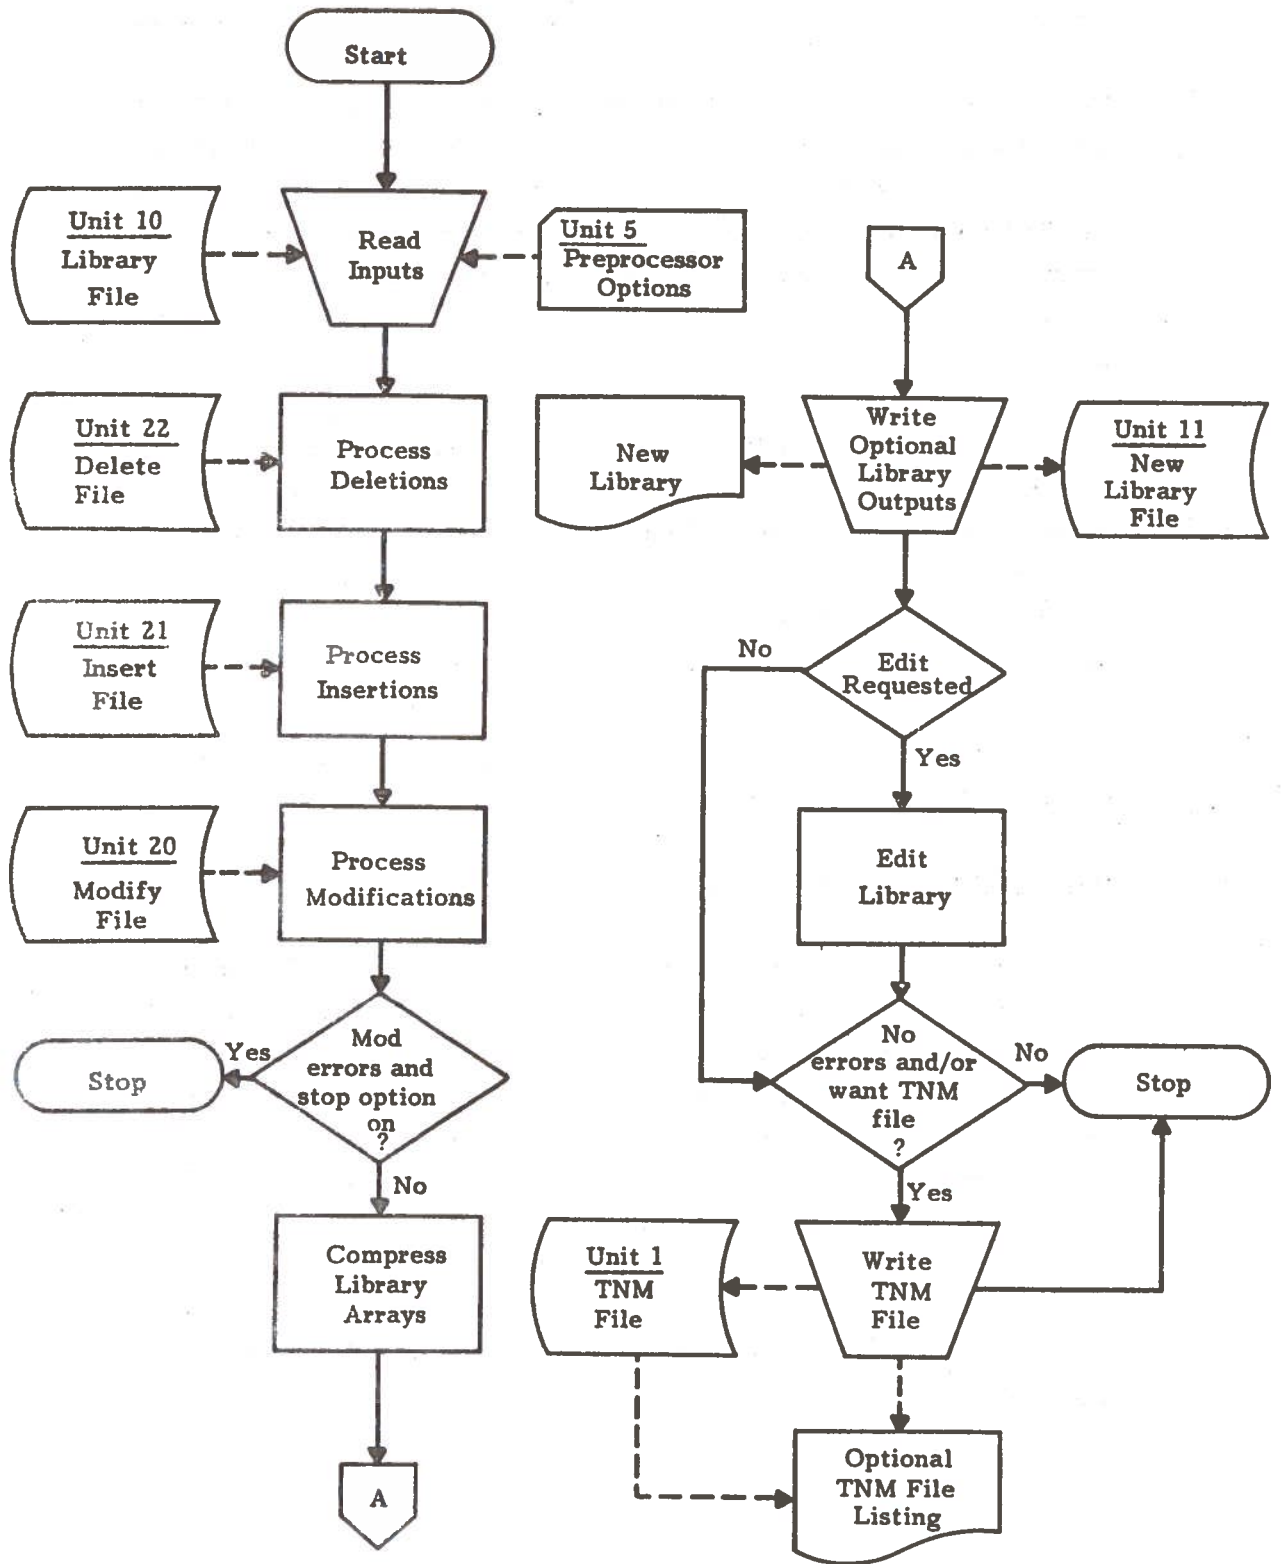 Start
Unit 10
Library
File
Read
Inputs
Unit 5
Preprocessor
Options
Unit 22
Delete
File
Process
Deletions
Unit 21
Insert
File
Process
Insertions
Unit 20
Modify
File
Process
Modifications
Mod
errors and
stop option
on
?
Yes
Stop
No
Compress
Library
Arrays
A
A
Write
Optional
Library
Outputs
New
Library
Unit 11
New
Library
File
Edit
Requested
No
Yes
Edit
Library
No
errors and/or
want TNM
file
?
No
Stop
Yes
Write
TNM
File
Unit 1
TNM
File
Optional
TNM File
Listing